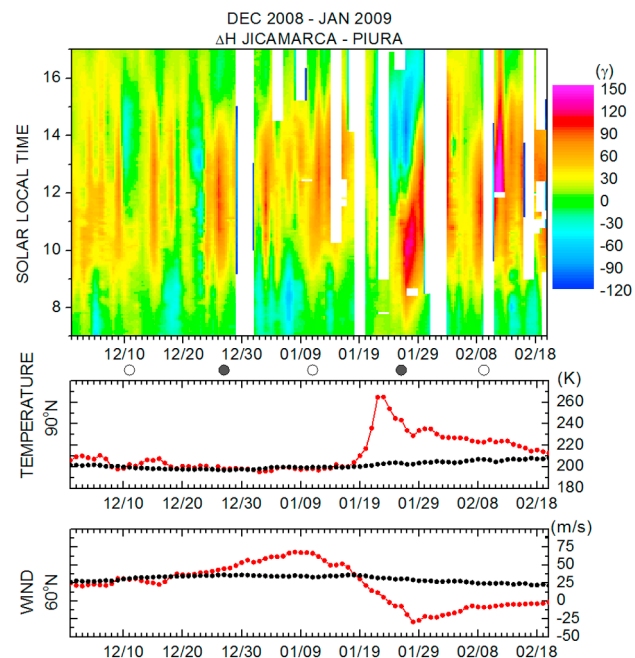 DEC 2008 - JAN 2009
ΔH JICAMARCA - PIURA
SOLAR LOCAL TIME
16
14
12
10
8
12/10 12/20 12/30 01/09 01/19 01/29 02/08 02/18
(γ)
150
120
90
60
30
0
-30
-60
-90
-120
TEMPERATURE
90°N
(K)
260
240
220
200
180
12/10 12/20 12/30 01/09 01/19 01/29 02/08 02/18
WIND
60°N
(m/s)
75
50
25
0
-25
-50
12/10 12/20 12/30 01/09 01/19 01/29 02/08 02/18